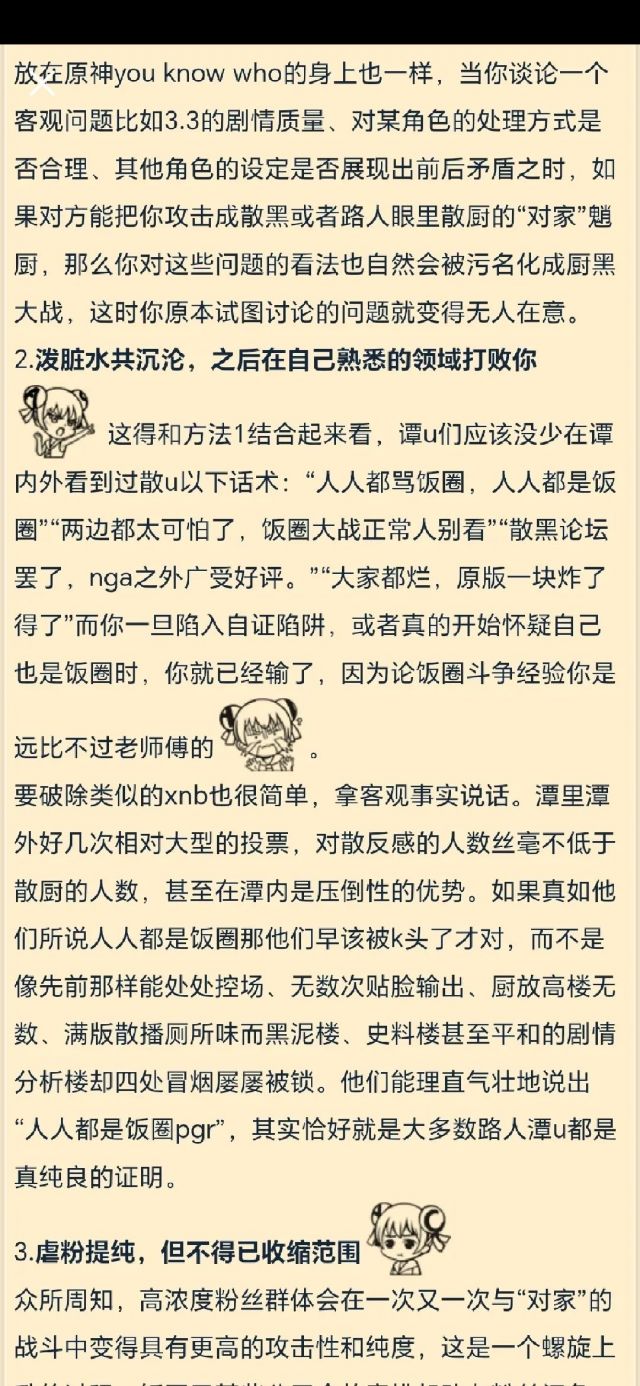 放在原神you know who的身上也一样，当你谈论一个
客观问题比如3.3的剧情质量、对某角色的处理方式是
否合理、其他角色的设定是否展现出前后矛盾之时，如
果对方能把你攻击成散黑或者路人眼里散厨的“对家”魈
厨，那么你对这些问题的看法也自然会被污名化成厨黑
大战，这时你原本试图讨论的问题就变得无人在意。
2.泼脏水共沉沦，之后在自己熟悉的领域打败你
这得和方法1结合起来看，谭u们应该没少在谭
内外看到过散u以下话术：“人人都骂饭圈，人人都是饭
圈”“两边都太可怕了，饭圈大战正常人别看”“散黑论坛
罢了，nga之外广受好评。”“大家都烂，原版一块炸了
得了”而你一旦陷入自证陷阱，或者真的开始怀疑自己
也是饭圈时，你就已经输了，因为论饭圈斗争经验你是
远比不过老师傅的。
要破除类似的xnb也很简单，拿客观事实说话。潭里潭
外好几次相对大型的投票，对散反感的人数丝毫不低于
散厨的人数，甚至在潭内是压倒性的优势。如果真如他
们所说人人都是饭圈那他们早该被k头了才对，而不是
像先前那样能处处控场、无数次贴脸输出、厨放高楼无
数、满版散播厕所味而黑泥楼、史料楼甚至平和的剧情
分析楼却四处冒烟屡屡被锁。他们能理直气壮地说出
“人人都是饭圈pgr”，其实恰好就是大多数路人潭u都是
真纯良的证明。
3.虐粉提纯，但不得已收缩范围
众所周知，高浓度粉丝群体会在一次又一次与“对家”的
战斗中变得具有更高的攻击性和纯度，这是一个螺旋上